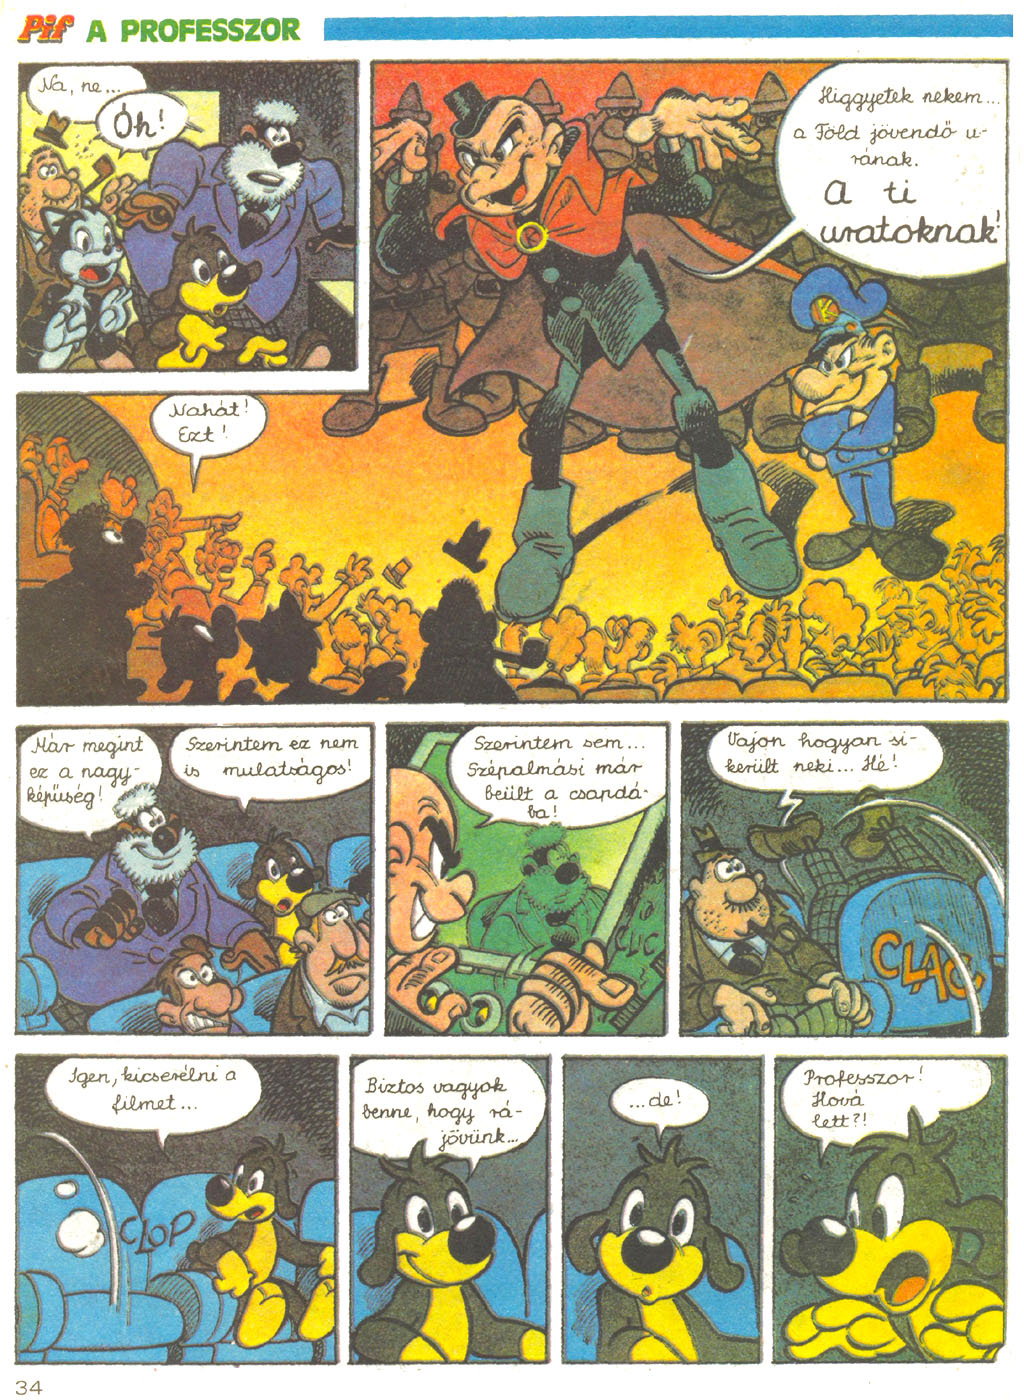 Pif A PROFESSZOR
Na, ne...
Óh!
Higgyetek nekem...
a Föld jövendő u-
rának.
A ti
uratoknak!
K
K
Nahát!
Ezt!
Már megint
ez a nagy-
képűség!
Szerintem ez nem
is mulatságos!
Szerintem sem...
Szépalmási már
beült a csapdá-
ba!
CLIC
Vajon hogyan si-
került neki... Hé!
CLAC
Igen, kicserélni a
filmet...
CLOP
Biztos vagyok
benne, hogy rá-
jövünk...
...de!
Professzor!
Hová
lett?!
34